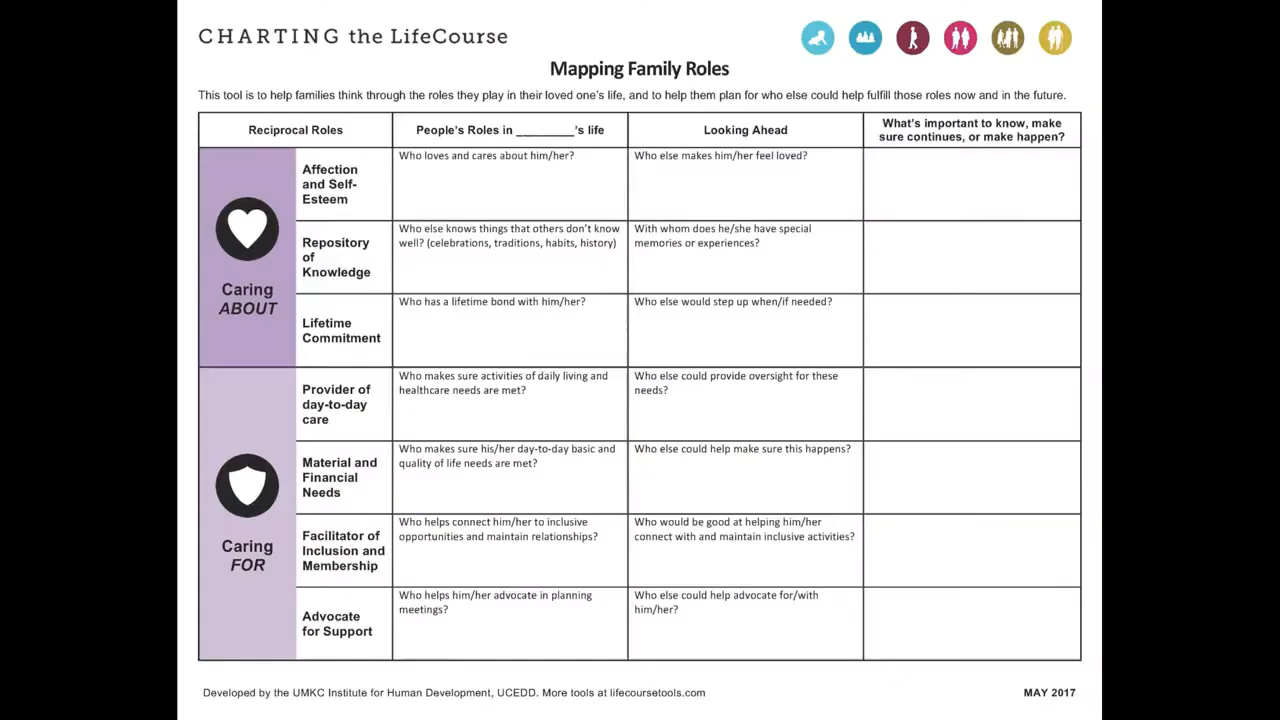 CHARTING the LifeCourse
Mapping Family Roles
This tool is to help families think through the roles they play in their loved one's life, and to help them plan for who else could help fulfill those roles now and in the future.
Reciprocal Roles
People's Roles in _________'s life
Looking Ahead
What's important to know, make
sure continues, or make happen?
Caring
ABOUT
Affection
and Self-
Esteem
Who loves and cares about him/her?
Who else makes him/her feel loved?
Repository
of
Knowledge
Who else knows things that others don't know
well? (celebrations, traditions, habits, history)
With whom does he/she have special
memories or experiences?
Lifetime
Commitment
Who has a lifetime bond with him/her?
Who else would step up when/if needed?
Caring
FOR
Provider of
day-to-day
care
Who makes sure activities of daily living and
healthcare needs are met?
Who else could provide oversight for these
needs?
Material and
Financial
Needs
Who makes sure his/her day-to-day basic and
quality of life needs are met?
Who else could help make sure this happens?
Facilitator of
Inclusion and
Membership
Who helps connect him/her to inclusive
opportunities and maintain relationships?
Who would be good at helping him/her
connect with and maintain inclusive activities?
Advocate
for Support
Who helps him/her advocate in planning
meetings?
Who else could help advocate for/with
him/her?
Developed by the UMKC Institute for Human Development, UCEDD. More tools at lifecoursetools.com
MAY 2017